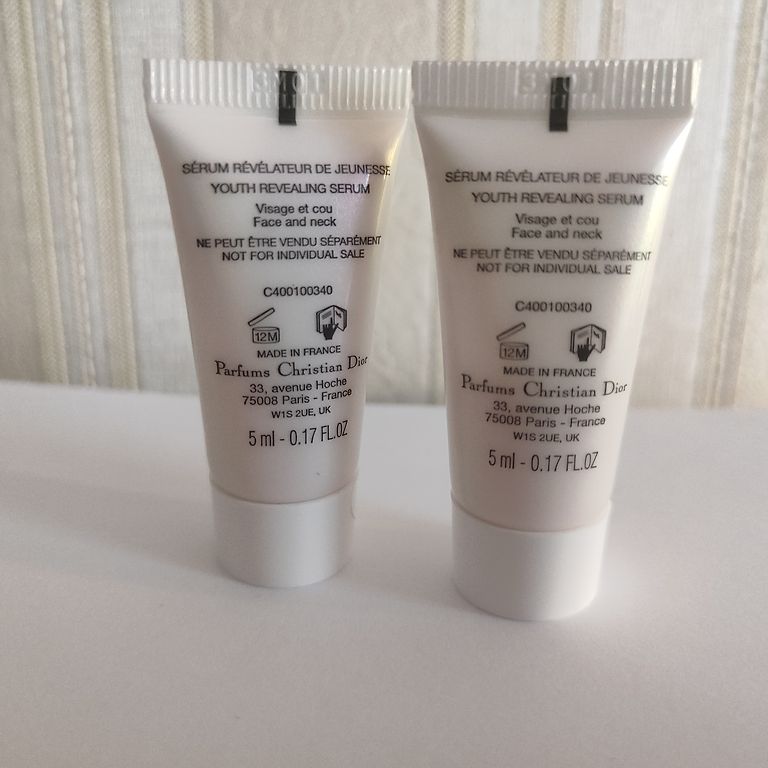 SÉRUM RÉVÉLATEUR DE JEUNESSE
YOUTH REVEALING SERUM
Visage et cou
Face and neck
NE PEUT ÊTRE VENDU SÉPARÉMENT
NOT FOR INDIVIDUAL SALE
C400100340
12M
MADE IN FRANCE
Parfums Christian Dior
33, avenue Hoche
75008 Paris - France
W1S 2UE, UK
5 ml - 0.17 FL.OZ
SÉRUM RÉVÉLATEUR DE JEUNESSE
YOUTH REVEALING SERUM
Visage et cou
Face and neck
NE PEUT ÊTRE VENDU SÉPARÉMENT
NOT FOR INDIVIDUAL SALE
C400100340
12M
MADE IN FRANCE
Parfums Christian Dior
33, avenue Hoche
75008 Paris - France
W1S 2UE, UK
5 ml - 0.17 FL.OZ